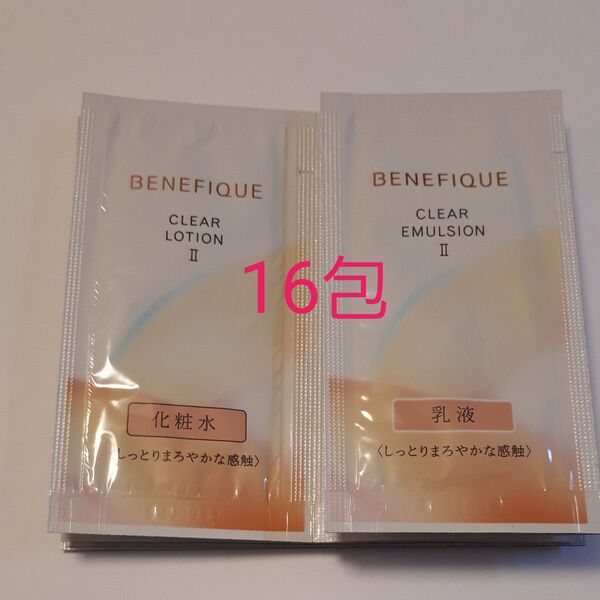 BENEFIQUE
CLEAR
LOTION
Ⅱ
化粧水
しっとりまろやかな感触〉
BENEFIQUE
CLEAR
EMULSION
Ⅱ
乳液
〈しっとりまろやかな感触〉
16包